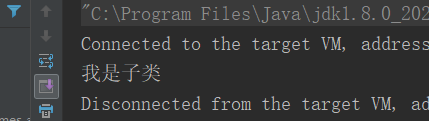 "C:\Program Files\Java\jdk1.8.0_202
Connected to the target VM, address
我是子类
Disconnected from the target VM, ad